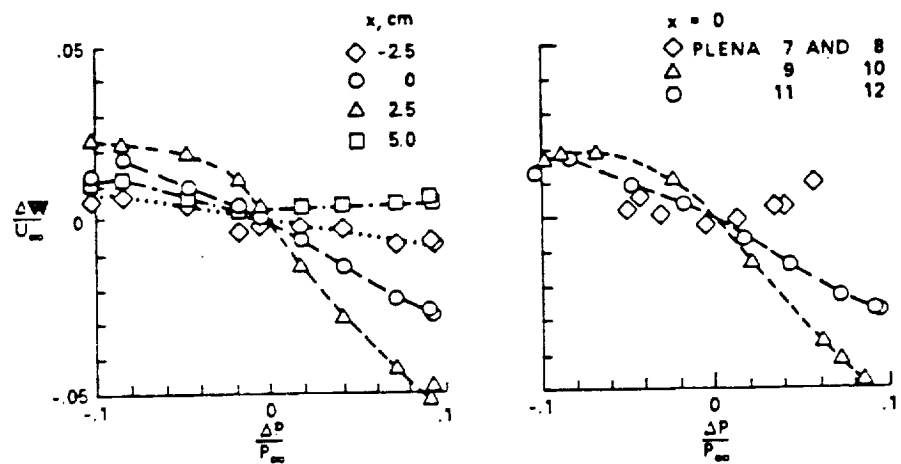 x, cm
-2.5
0
2.5
5.0
.05
0
-.05
ΔW
U∞
-.1
0
.1
ΔP
P∞
x = 0
PLENA 7 AND 8
9 10
11 12
-.1
0
.1
ΔP
P∞